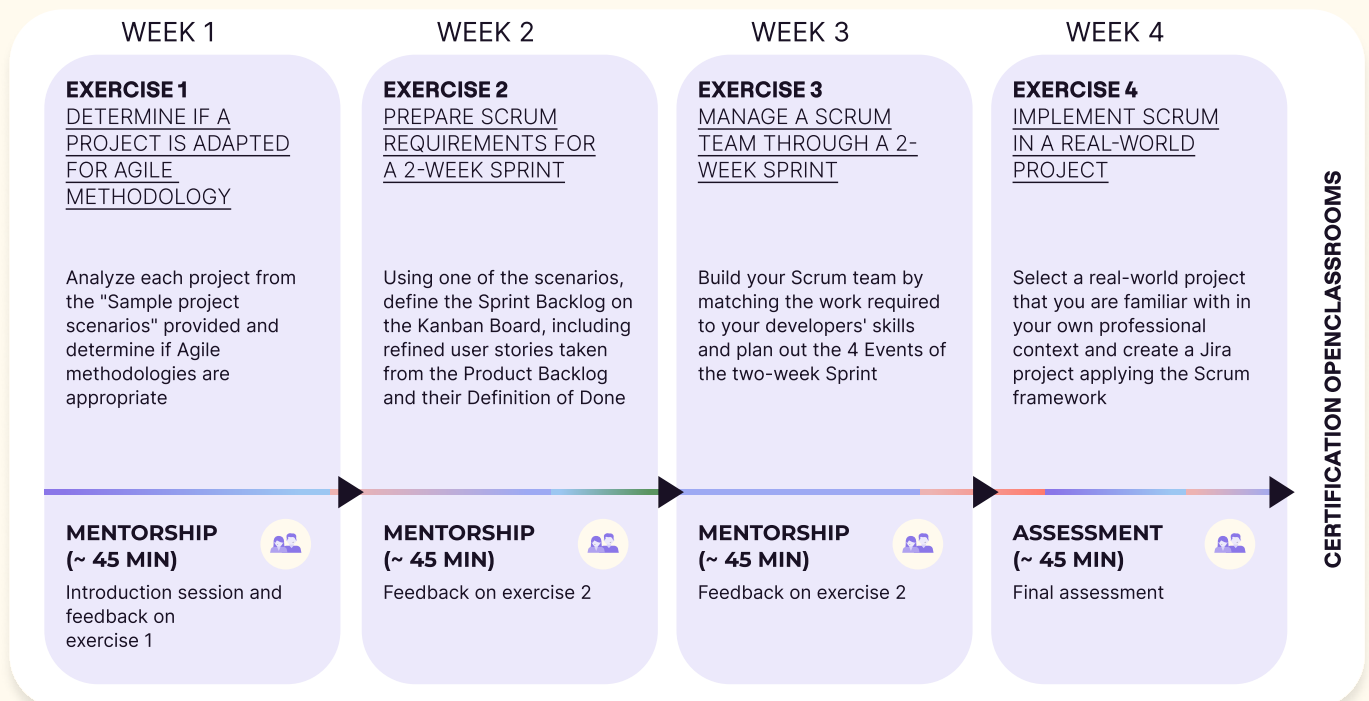 WEEK 1
EXERCISE 1
DETERMINE IF A
PROJECT IS ADAPTED
FOR AGILE
METHODOLOGY
Analyze each project from
the "Sample project
scenarios" provided and
determine if Agile
methodologies are
appropriate
MENTORSHIP
(~ 45 MIN)
Introduction session and
feedback on
exercise 1
WEEK 2
EXERCISE 2
PREPARE SCRUM
REQUIREMENTS FOR
A 2-WEEK SPRINT
Using one of the scenarios,
define the Sprint Backlog on
the Kanban Board, including
refined user stories taken
from the Product Backlog
and their Definition of Done
MENTORSHIP
(~ 45 MIN)
Feedback on exercise 2
WEEK 3
EXERCISE 3
MANAGE A SCRUM
TEAM THROUGH A 2-
WEEK SPRINT
Build your Scrum team by
matching the work required
to your developers' skills
and plan out the 4 Events of
the two-week Sprint
MENTORSHIP
(~ 45 MIN)
Feedback on exercise 2
WEEK 4
EXERCISE 4
IMPLEMENT SCRUM
IN A REAL-WORLD
PROJECT
Select a real-world project
that you are familiar with in
your own professional
context and create a Jira
project applying the Scrum
framework
ASSESSMENT
(~ 45 MIN)
Final assessment
CERTIFICATION OPENCLASSROOMS